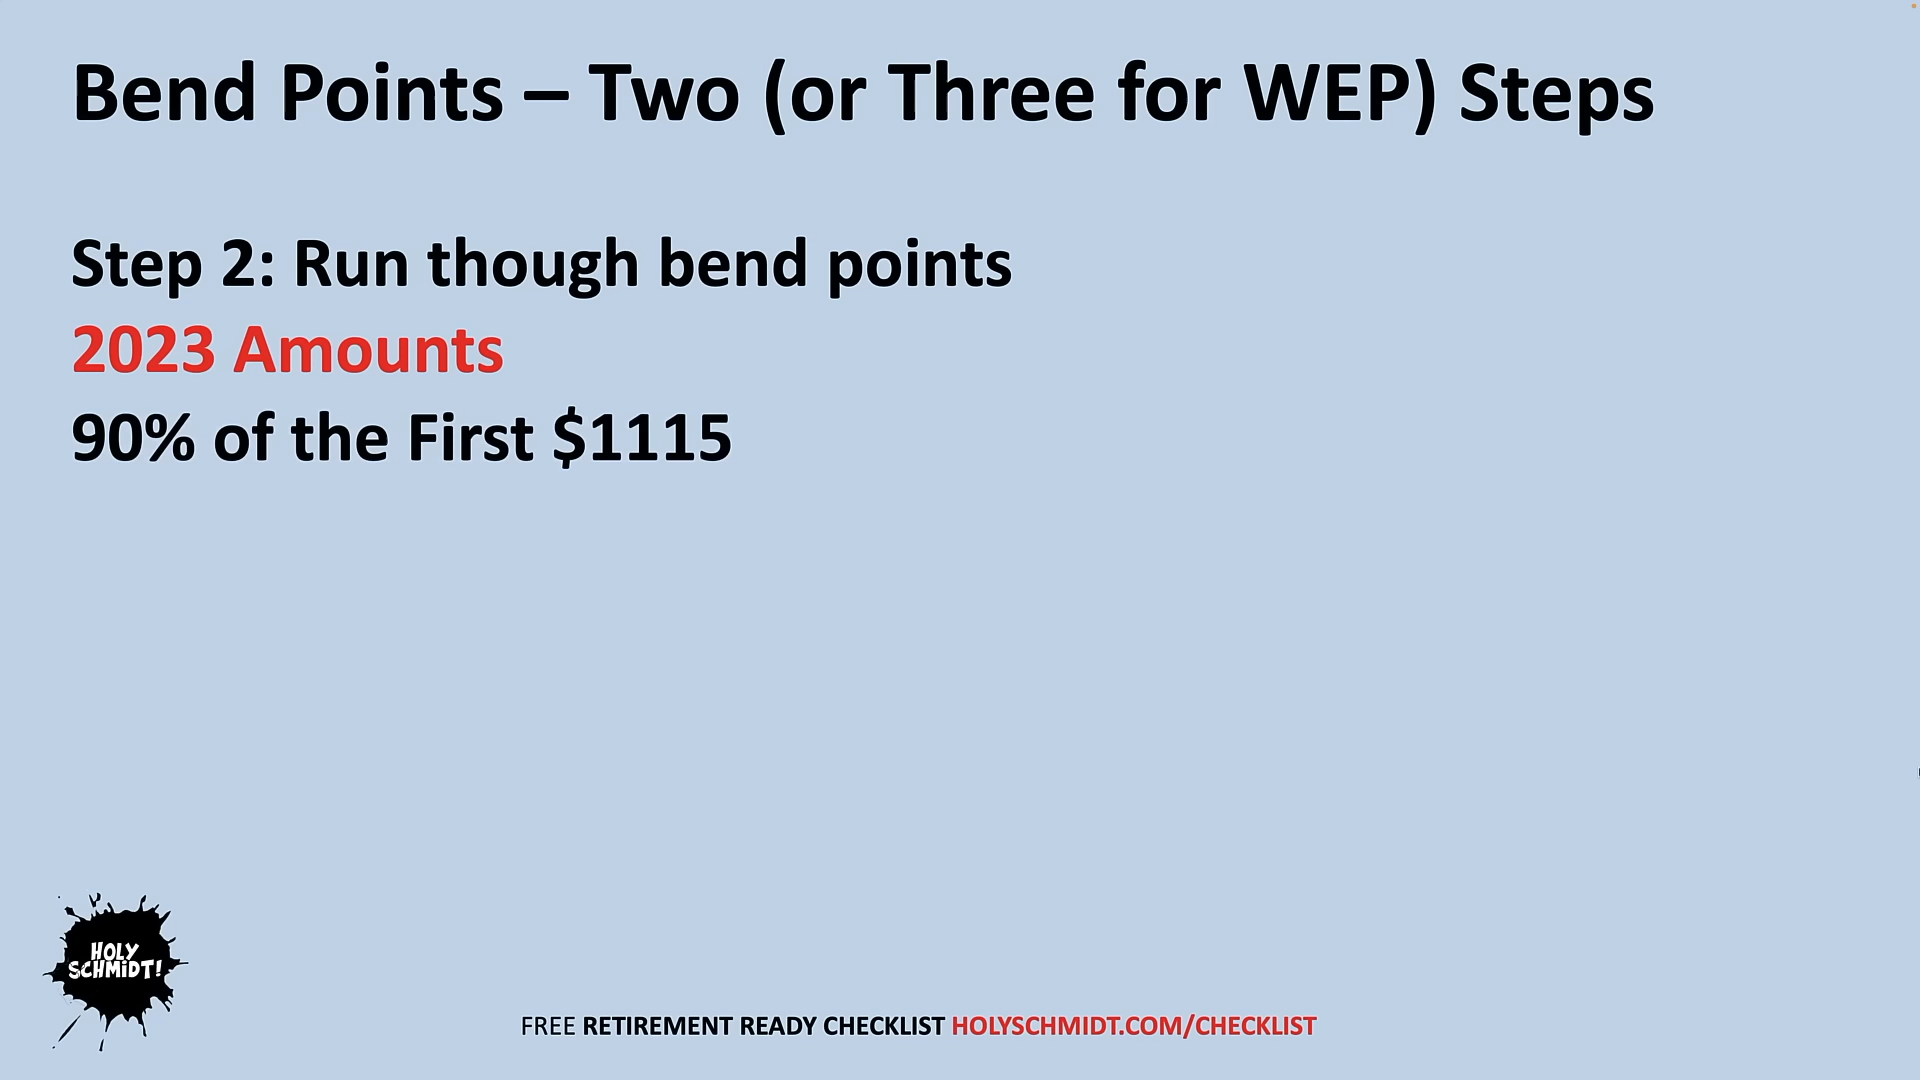 Bend Points – Two (or Three for WEP) Steps
Step 2: Run though bend points
2023 Amounts
90% of the First $1115
HOLY
SCHMiDT!
FREE RETIREMENT READY CHECKLIST HOLYSCHMIDT.COM/CHECKLIST